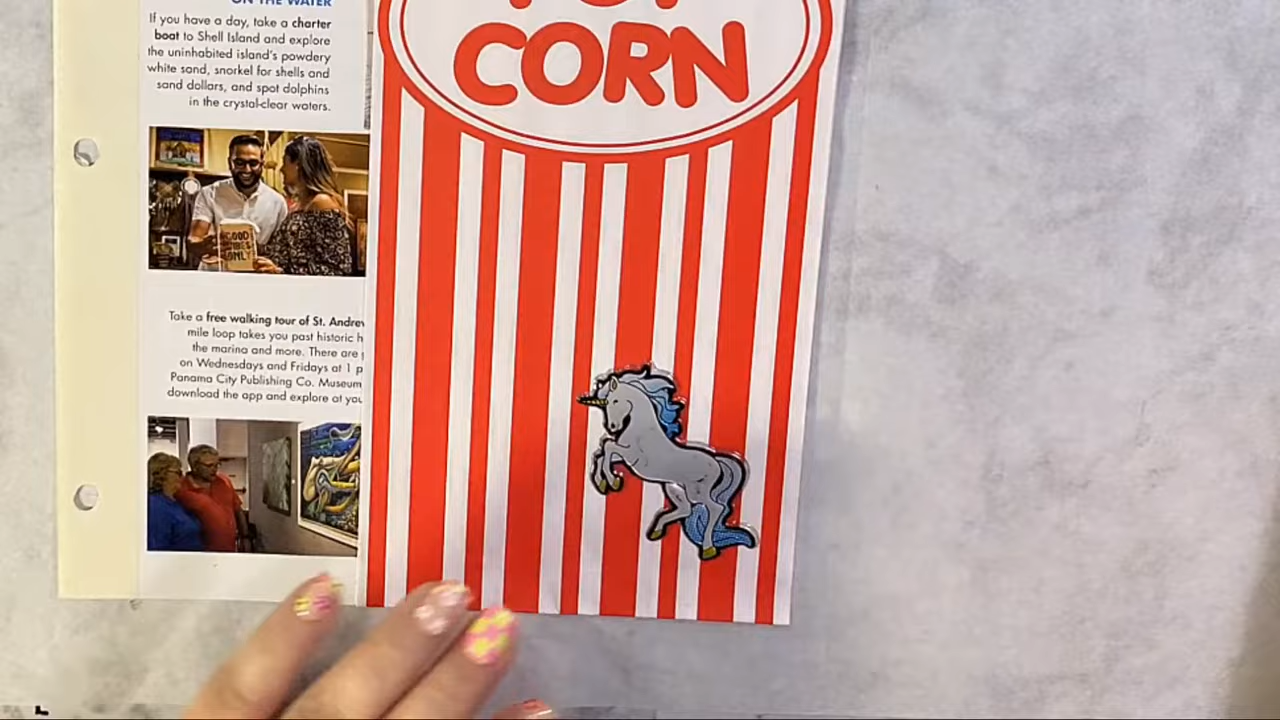 ON THE WATER
If you have a day, take a charter
boat to Shell Island and explore
the uninhabited island's powdery
white sand, snorkel for shells and
sand dollars, and spot dolphins
in the crystal-clear waters.
GOOD
VIBES
ONLY
Take a free walking tour of St. Andrew
mile loop takes you past historic h
the marina and more. There are
on Wednesdays and Fridays at 1 p
Panama City Publishing Co. Museum
download the app and explore at you
POP
CORN